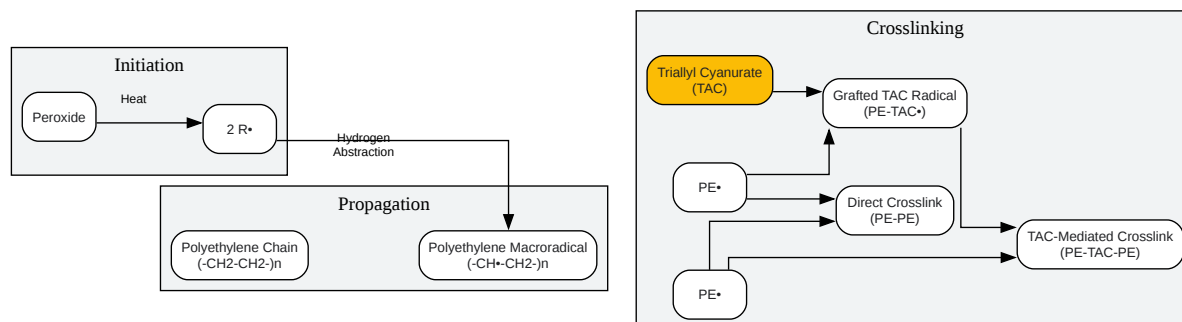 Initiation
Heat
Peroxide
2 R•
Hydrogen
Abstraction
Propagation
Polyethylene Chain
(-CH2-CH2-)n
Polyethylene Macroradical
(-CH•-CH2-)n
Crosslinking
Triallyl Cyanurate
(TAC)
Grafted TAC Radical
(PE-TAC•)
PE•
Direct Crosslink
(PE-PE)
TAC-Mediated Crosslink
(PE-TAC-PE)
PE•